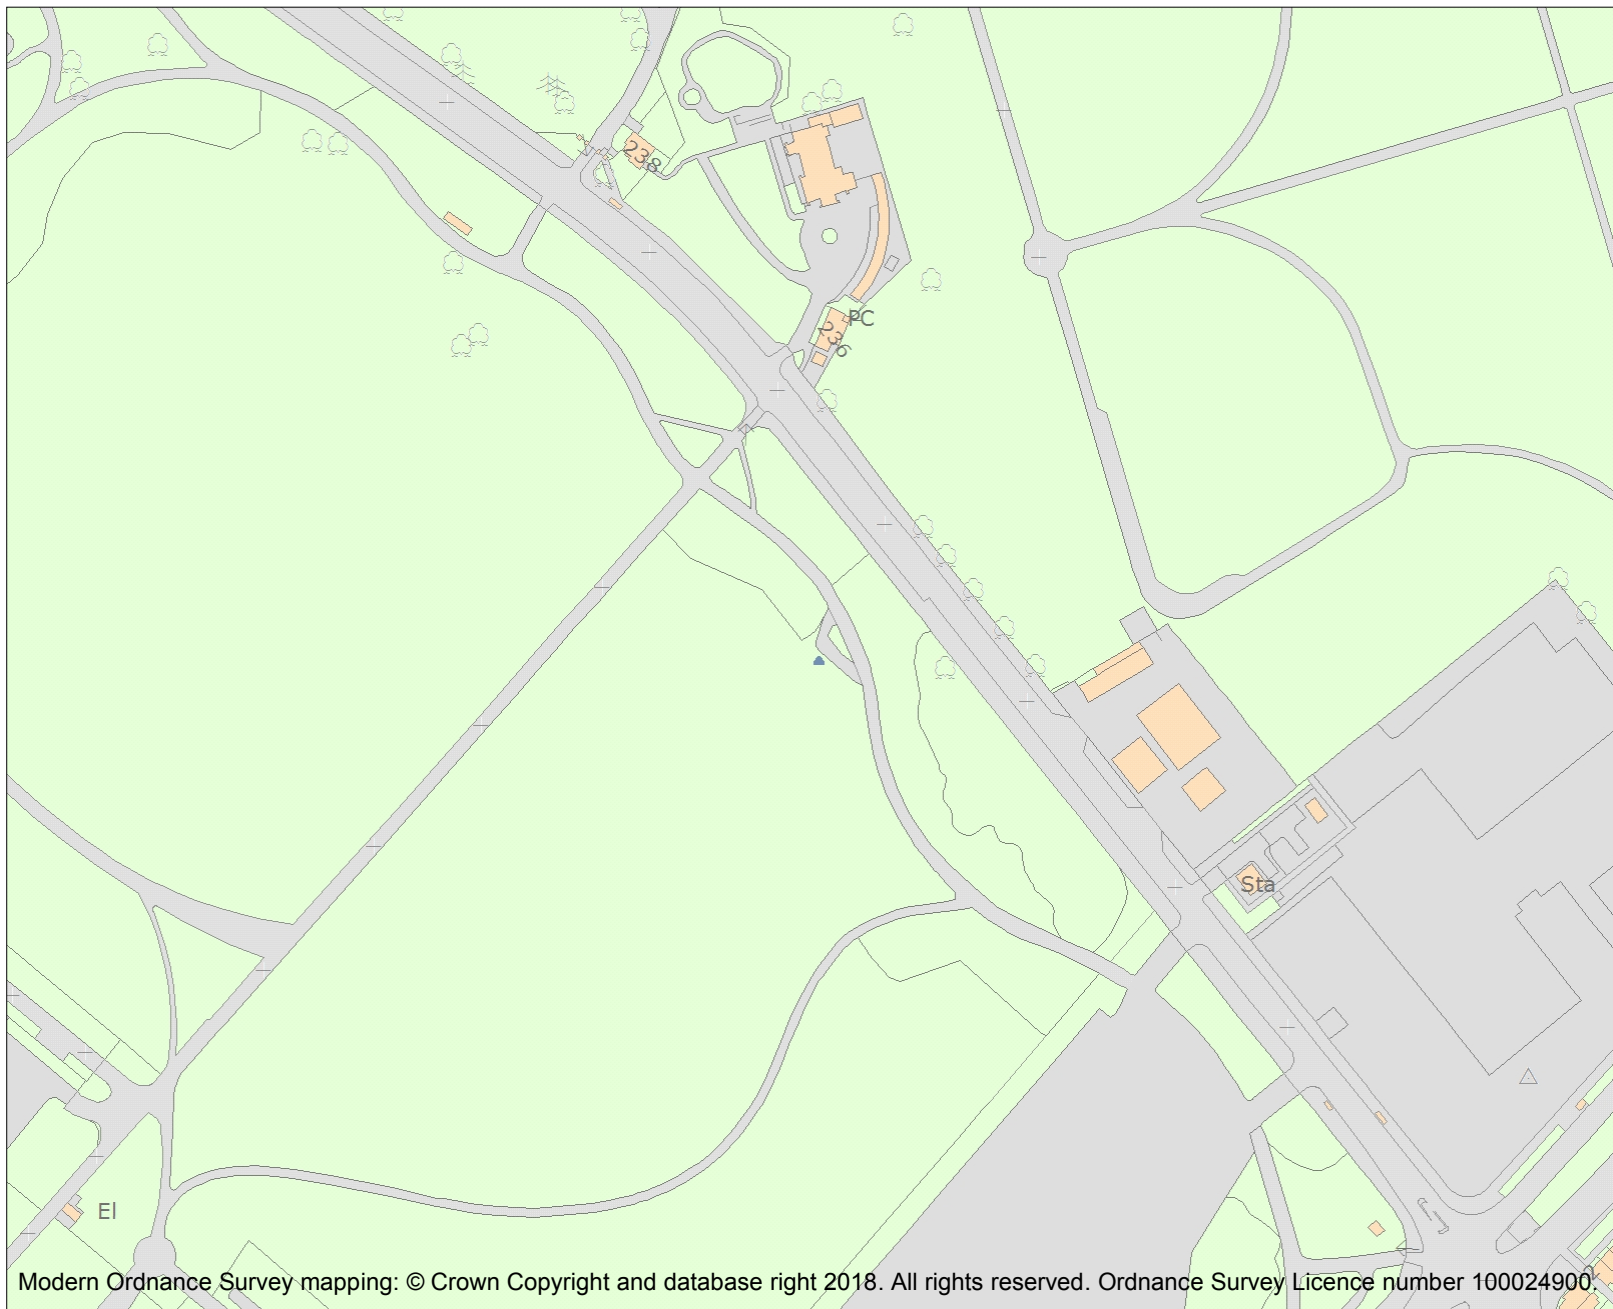 238
PC
236
Sta
El
Modern Ordnance Survey mapping: © Crown Copyright and database right 2018. All rights reserved. Ordnance Survey Licence number 100024900.